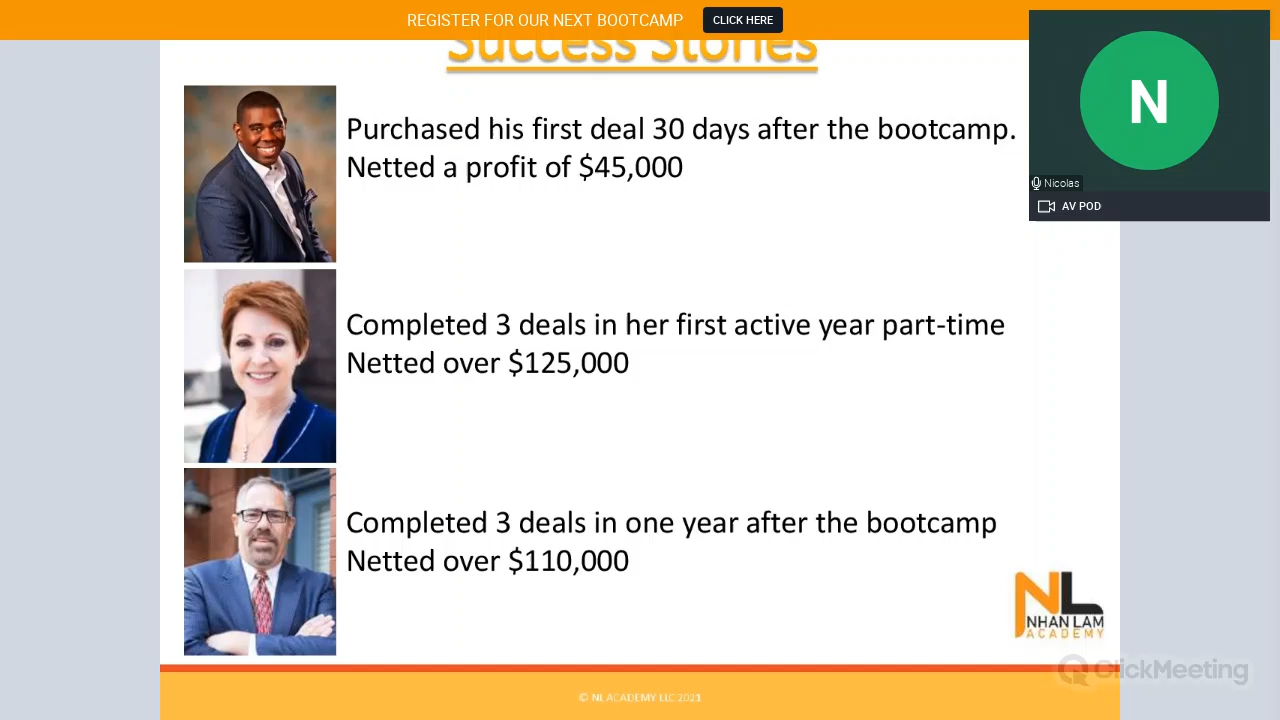 REGISTER FOR OUR NEXT BOOTCAMP CLICK HERE
Success Stories
N
Nicolas
AV POD
Purchased his first deal 30 days after the bootcamp.
Netted a profit of $45,000
Completed 3 deals in her first active year part-time
Netted over $125,000
Completed 3 deals in one year after the bootcamp
Netted over $110,000
NL
NHAN LAM
ACADEMY
ClickMeeting
© NL ACADEMY LLC 2021